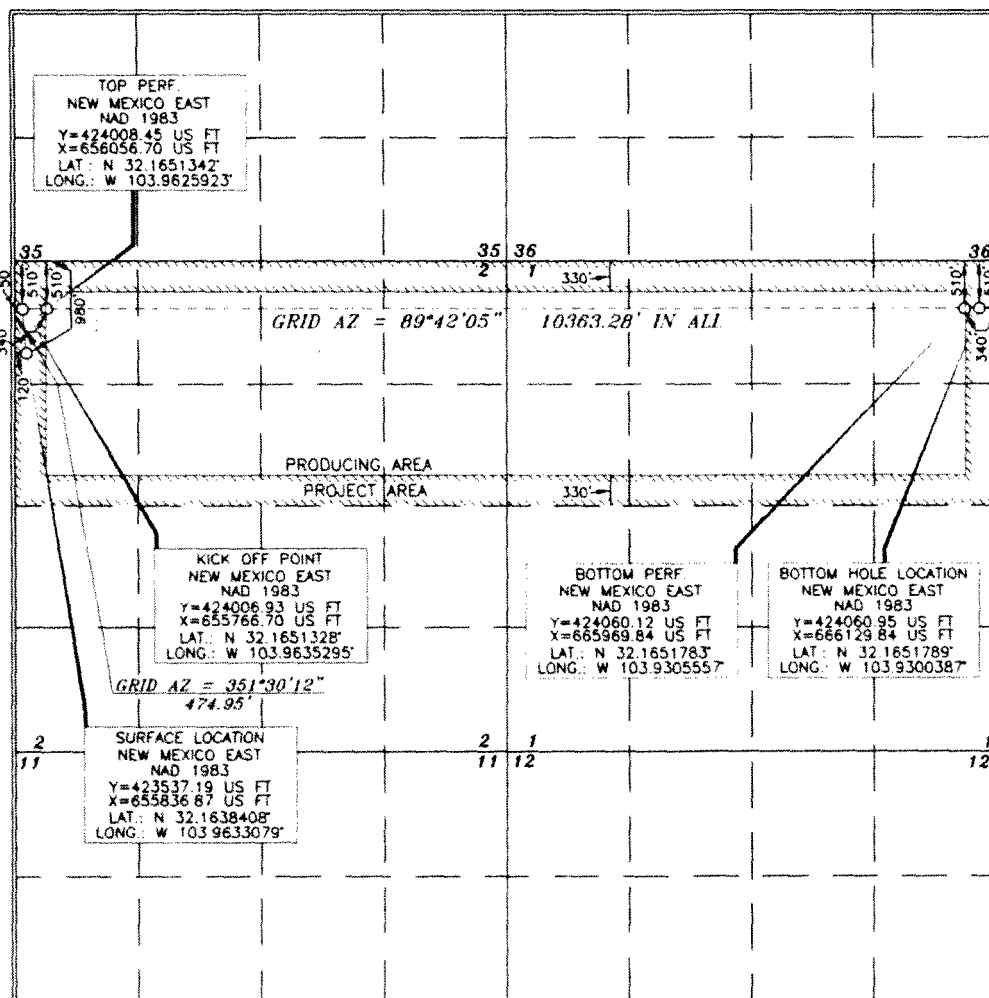 TOP PERF.
NEW MEXICO EAST
NAD 1983
Y=424008.45 US FT
X=656056.70 US FT
LAT.: N 32.1651342°
LONG.: W 103.9625923°
35
35 36
2 1
36
50'
510'
510'
980'
340'
120'
330'
510'
510'
340'
GRID AZ = 89°42'05" 10363.28' IN ALL
PRODUCING AREA
PROJECT AREA
330'
KICK OFF POINT
NEW MEXICO EAST
NAD 1983
Y=424006.93 US FT
X=655766.70 US FT
LAT.: N 32.1651328°
LONG.: W 103.9635295°
BOTTOM PERF.
NEW MEXICO EAST
NAD 1983
Y=424060.12 US FT
X=665969.84 US FT
LAT.: N 32.1651783°
LONG.: W 103.9305557°
BOTTOM HOLE LOCATION
NEW MEXICO EAST
NAD 1983
Y=424060.95 US FT
X=666129.84 US FT
LAT.: N 32.1651789°
LONG.: W 103.9300387°
GRID AZ = 351°30'12"
474.95'
SURFACE LOCATION
NEW MEXICO EAST
NAD 1983
Y=423537.19 US FT
X=655836.87 US FT
LAT.: N 32.1638408°
LONG.: W 103.9633079°
2
11
2 1
11 12
1
12